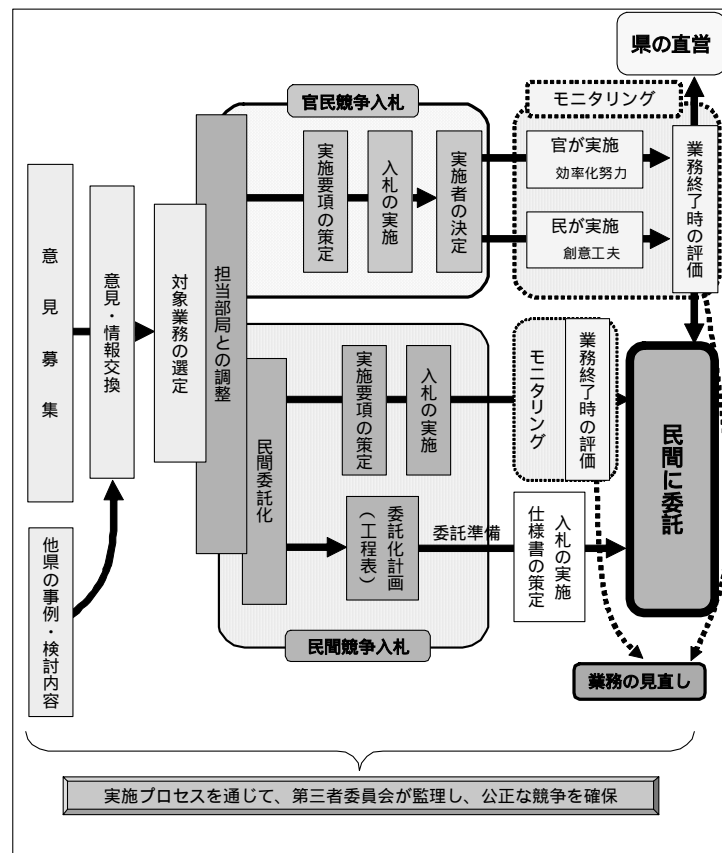 県の直営
官民競争入札
モニタリング
意見募集
意見・情報交換
対象業務の選定
担当部局との調整
実施要項の策定
入札の実施
実施者の決定
官が実施
効率化努力
民が実施
創意工夫
業務終了時の評価
民間委託化
実施要項の策定
入札の実施
モニタリング
業務終了時の評価
民間に委託
委託化計画
(工程表)
委託準備
入札の実施
仕様書の策定
他県の事例・検討内容
民間競争入札
業務の見直し
実施プロセスを通じて、第三者委員会が監理し、公正な競争を確保